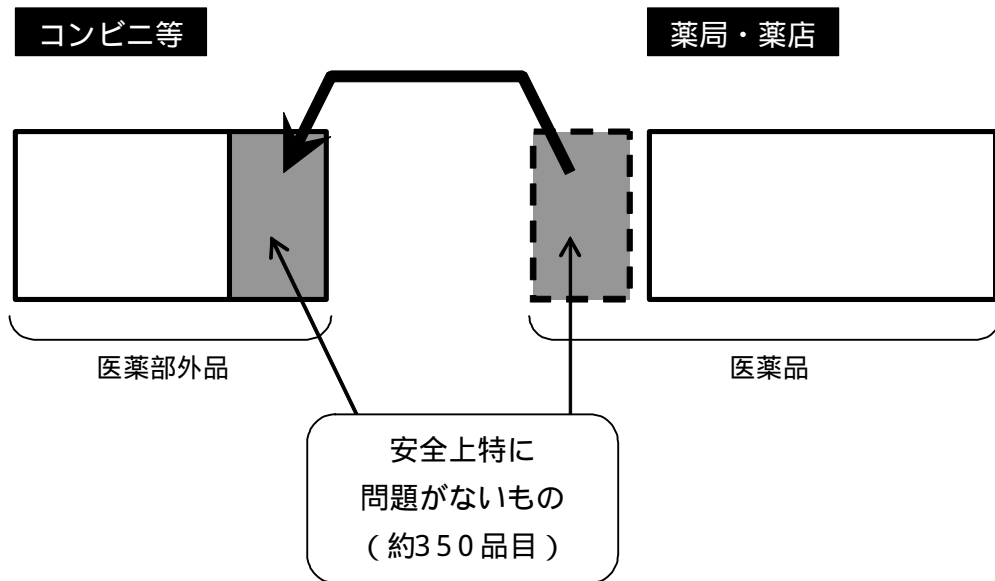 コンビニ等
薬局・薬店
医薬部外品
医薬品
安全上特に
問題がないもの
(約350品目)